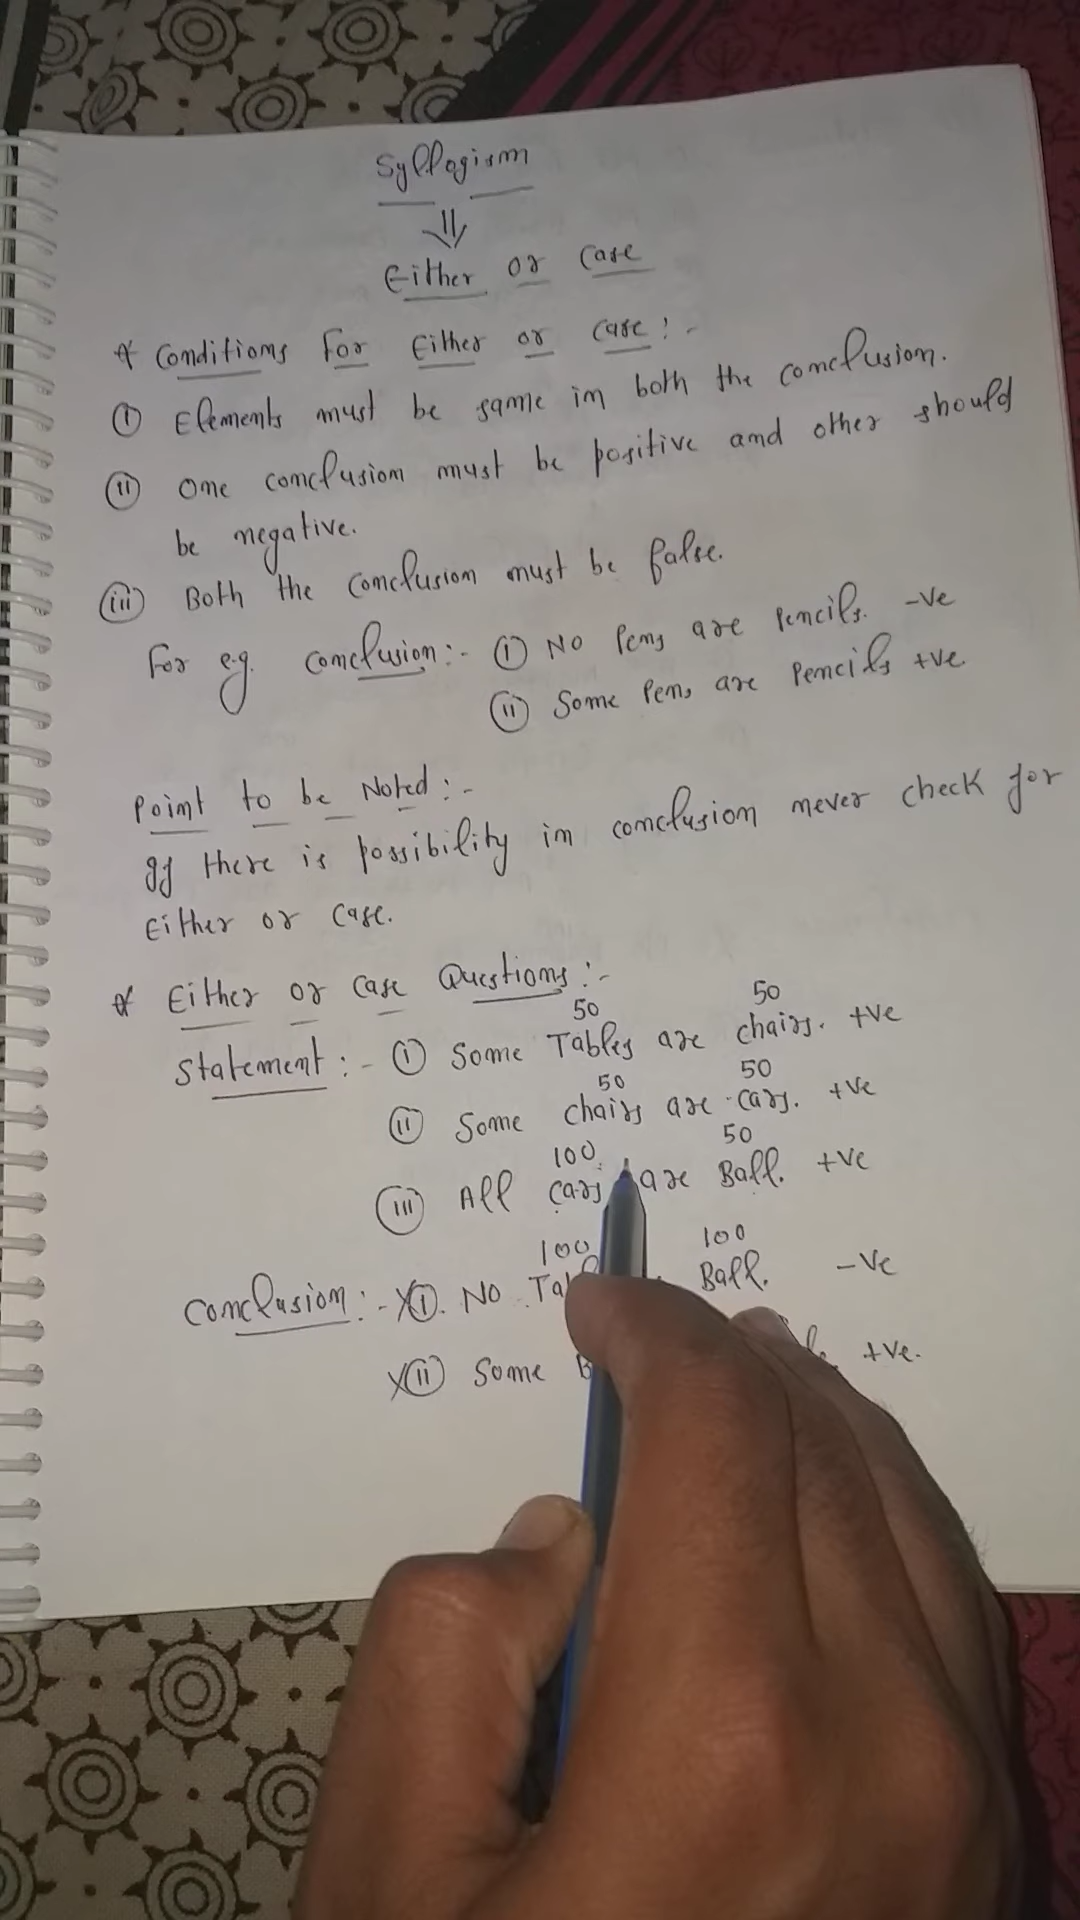 Syllogism
⇓
Either or Case
* Conditions For Either or Case :-
(i) Elements must be same in both the conclusion.
(ii) One conclusion must be positive and other should
be negative.
(iii) Both the conclusion must be false.
For e.g. Conclusion :- (i) No Pens are Pencils. -ve
(ii) Some Pens are Pencils +ve
Point to be Noted :-
If there is possibility in conclusion never check for
Either or Case.
* Either or Case Questions :-
50 50
Statement :- (i) Some Tables are chairs. +ve
50 50
(ii) Some chairs are cars. +ve
100 50
(iii) All Cars are Ball. +ve
100 100
Conclusion :- X(i). No Ball. -ve
X(ii) Some +ve.